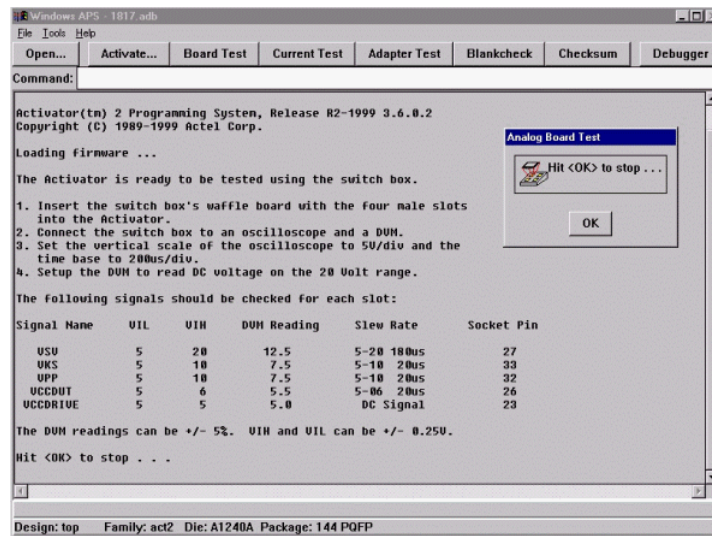 Windows APS - 1817.adb
File Tools Help
Open... Activate... Board Test Current Test Adapter Test Blankcheck Checksum Debugger
Command:
Activator(tm) 2 Programming System, Release R2-1999 3.6.0.2
Copyright (C) 1989-1999 Actel Corp.
Loading firmware ...
The Activator is ready to be tested using the switch box.
1. Insert the switch box's waffle board with the four male slots
into the Activator.
2. Connect the switch box to an oscilloscope and a DVM.
3. Set the vertical scale of the oscilloscope to 5V/div and the
time base to 200us/div.
4. Setup the DVM to read DC voltage on the 20 Volt range.
The following signals should be checked for each slot:
Signal Name VIL VIH DVM Reading Slew Rate Socket Pin
VSV 5 20 12.5 5-20 180us 27
VKS 5 10 7.5 5-10 20us 33
VPP 5 10 7.5 5-10 20us 32
VCCDUT 5 6 5.5 5-06 20us 26
VCCDRIVE 5 5 5.0 DC Signal 23
The DVM readings can be +/- 5%. VIH and VIL can be +/- 0.25V.
Hit <OK> to stop . . .
Analog Board Test
Hit <OK> to stop . . .
OK
Design: top Family: act2 Die: A1240A Package: 144 PQFP